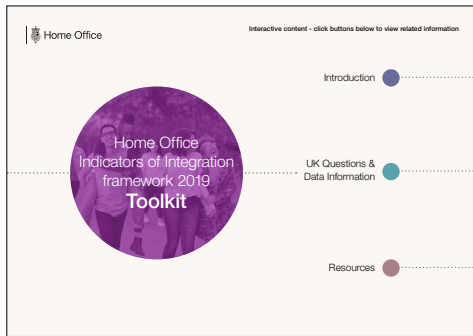 Home Office
Interactive content - click buttons below to view related information
Introduction
Home Office
Indicators of Integration
framework 2019
Toolkit
UK Questions &
Data Information
Resources